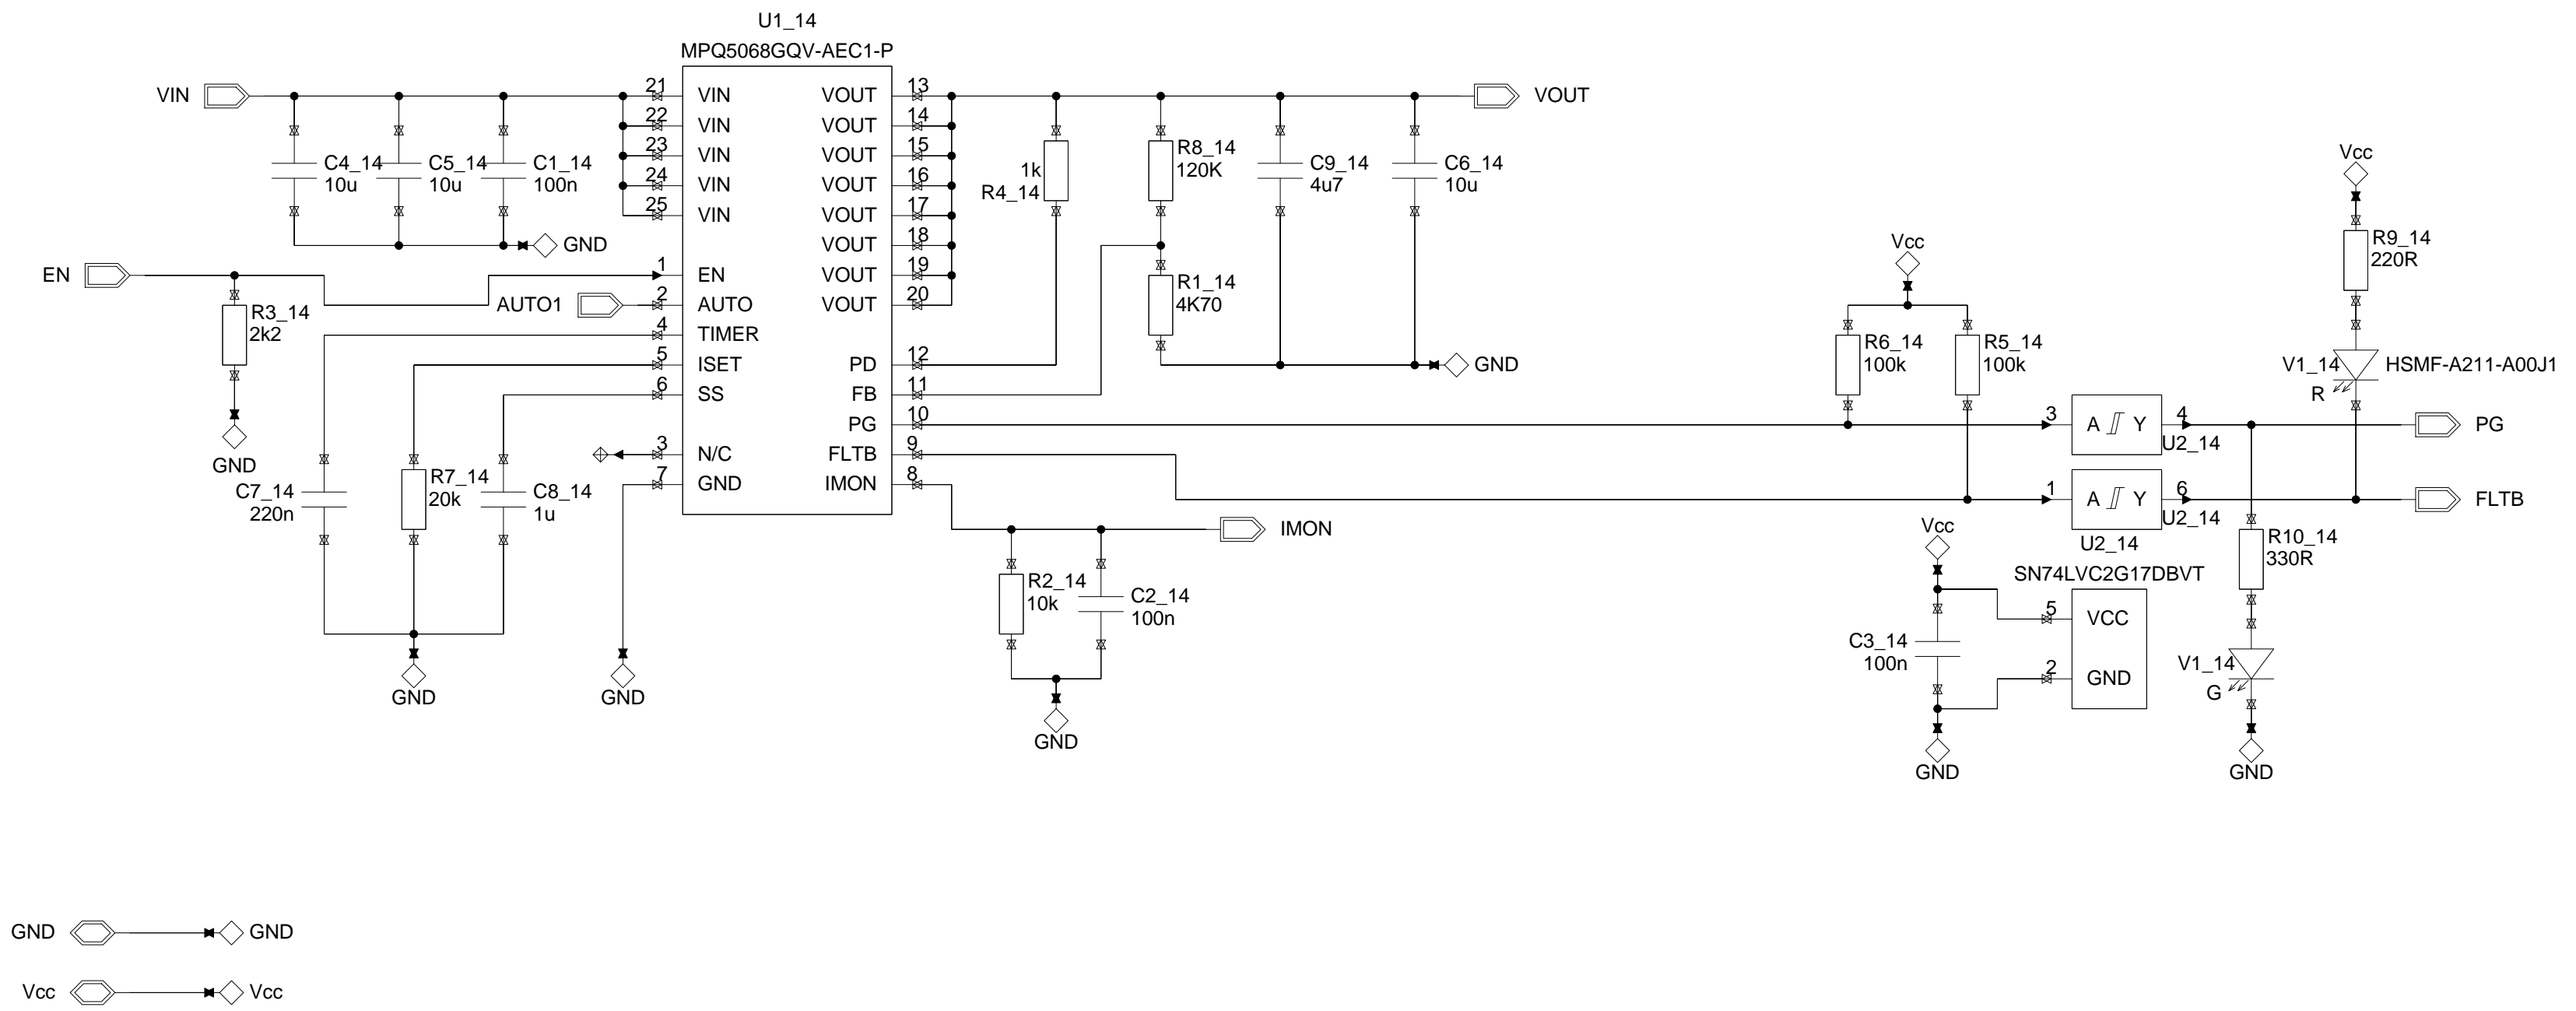 U1_14
MPQ5068GQV-AEC1-P
VIN
C4_14
10u
C5_14
10u
C1_14
100n
GND
21 VIN
22 VIN
23 VIN
24 VIN
25 VIN
EN
1 EN
AUTO1
2 AUTO
4 TIMER
5 ISET
6 SS
3 N/C
7 GND
R3_14
2k2
GND
C7_14
220n
R7_14
20k
C8_14
1u
GND
GND
VOUT 13
VOUT 14
VOUT 15
VOUT 16
VOUT 17
VOUT 18
VOUT 19
VOUT 20
PD 12
FB 11
PG 10
FLTB 9
IMON 8
VOUT
1k
R4_14
R8_14
120K
R1_14
4K70
C9_14
4u7
C6_14
10u
GND
IMON
R2_14
10k
C2_14
100n
GND
Vcc
R6_14
100k
R5_14
100k
Vcc
R9_14
220R
V1_14
R
HSMF-A211-A00J1
3 A Y 4
U2_14
PG
1 A Y 6
U2_14
FLTB
U2_14
SN74LVC2G17DBVT
Vcc
C3_14
100n
5 VCC
2 GND
GND
R10_14
330R
V1_14
G
GND
GND GND
Vcc Vcc